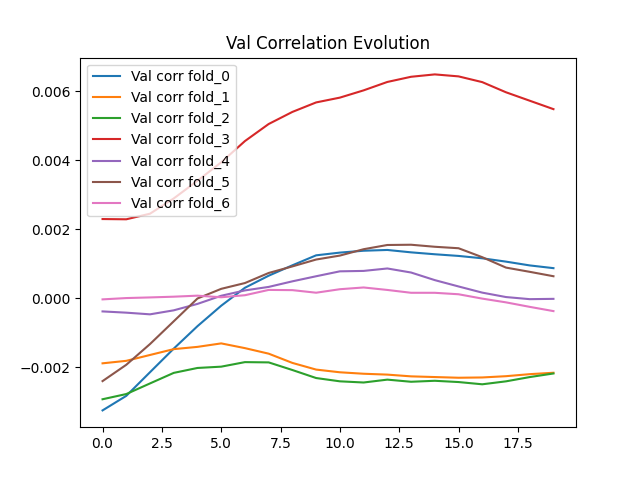 Val Correlation Evolution
Val corr fold_0
Val corr fold_1
Val corr fold_2
Val corr fold_3
Val corr fold_4
Val corr fold_5
Val corr fold_6
0.006
0.004
0.002
0.000
−0.002
0.0 2.5 5.0 7.5 10.0 12.5 15.0 17.5